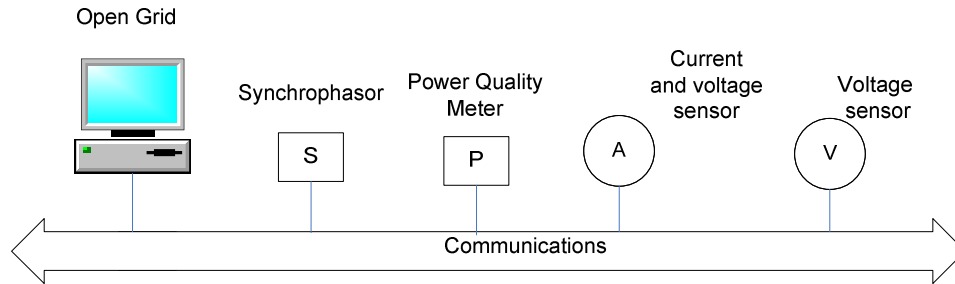 Open Grid
Synchrophasor
Power Quality
Meter
Current
and voltage
sensor
Voltage
sensor
S
P
A
V
Communications